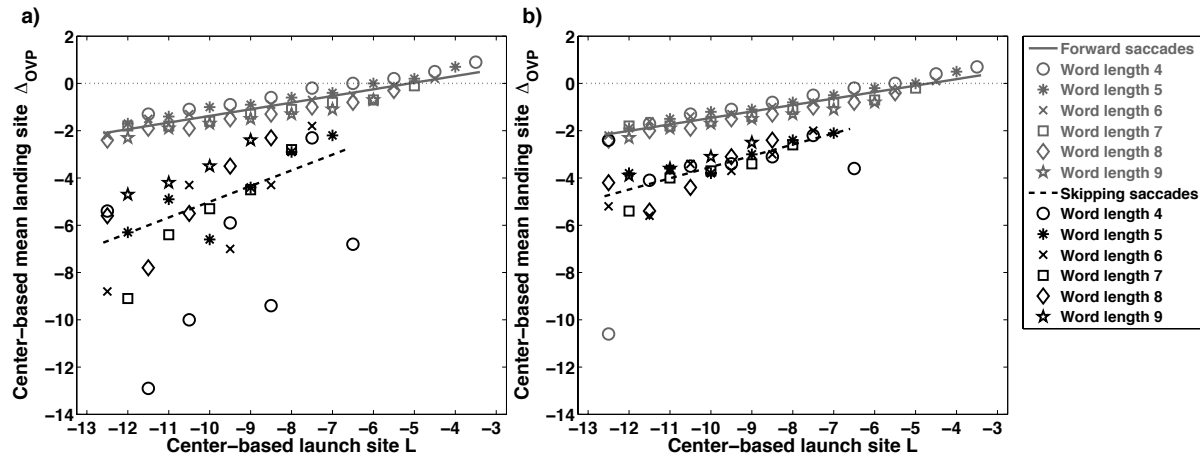 a)
b)
2
0
−2
−4
−6
−8
−10
−12
−14
−13 −12 −11 −10 −9 −8 −7 −6 −5 −4 −3
Center−based mean landing site Δ_OVP
Center−based launch site L
2
0
−2
−4
−6
−8
−10
−12
−14
−13 −12 −11 −10 −9 −8 −7 −6 −5 −4 −3
Center−based mean landing site Δ_OVP
Center−based launch site L
Forward saccades
Word length 4
Word length 5
Word length 6
Word length 7
Word length 8
Word length 9
Skipping saccades
Word length 4
Word length 5
Word length 6
Word length 7
Word length 8
Word length 9